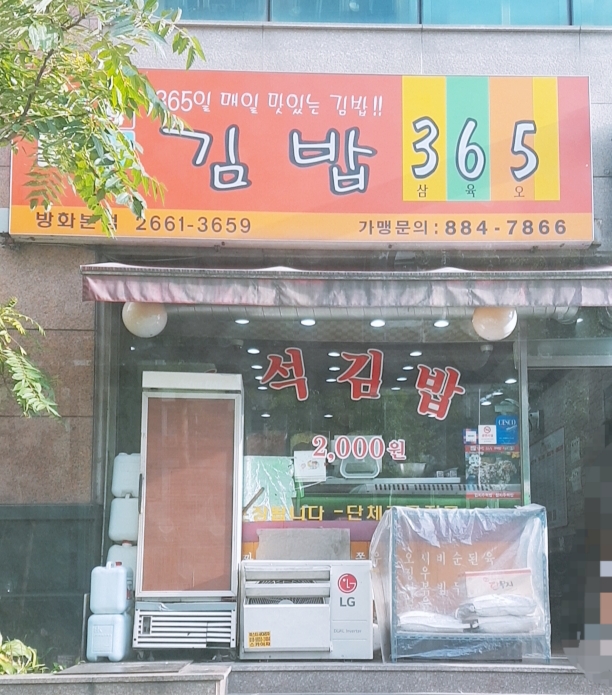 365일 매일 맛있는 김밥!!
김밥 365
삼 육 오
방화본점 2661-3659
가맹문의:884-7866
석김밥
2,000원
-단체
LG